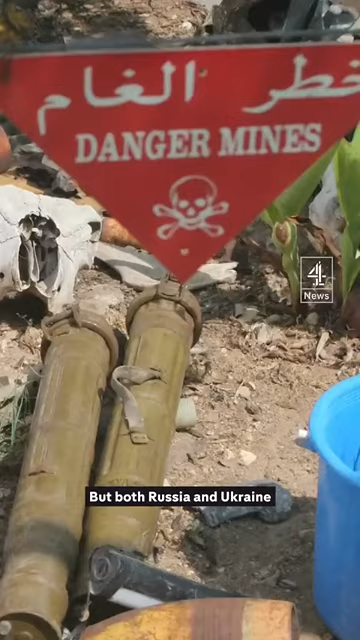 خطر الغام
DANGER MINES
4
News
But both Russia and Ukraine